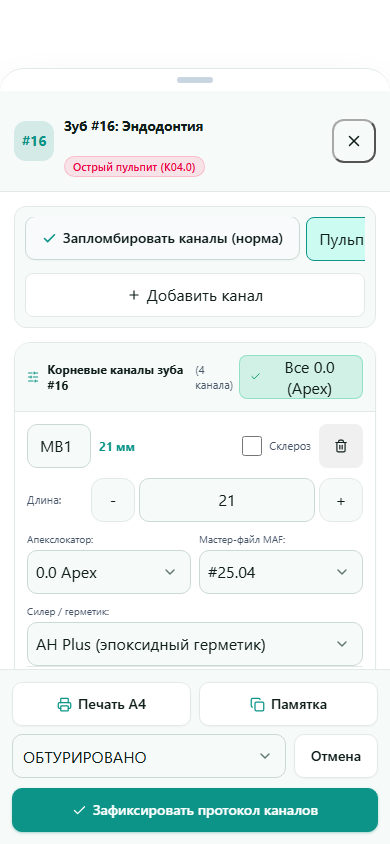 #16
Зуб #16: Эндодонтия
Острый пульпит (К04.0)
Запломбировать каналы (норма)
Пульп
+ Добавить канал
Корневые каналы зуба
#16
(4
канала)
Все 0.0
(Apex)
МВ1
21 мм
Склероз
Длина:
-
21
+
Апекслокатор:
Мастер-файл MAF:
0.0 Apex
#25.04
Силер / герметик:
AH Plus (эпоксидный герметик)
Печать А4
Памятка
ОБТУРИРОВАНО
Отмена
Зафиксировать протокол каналов